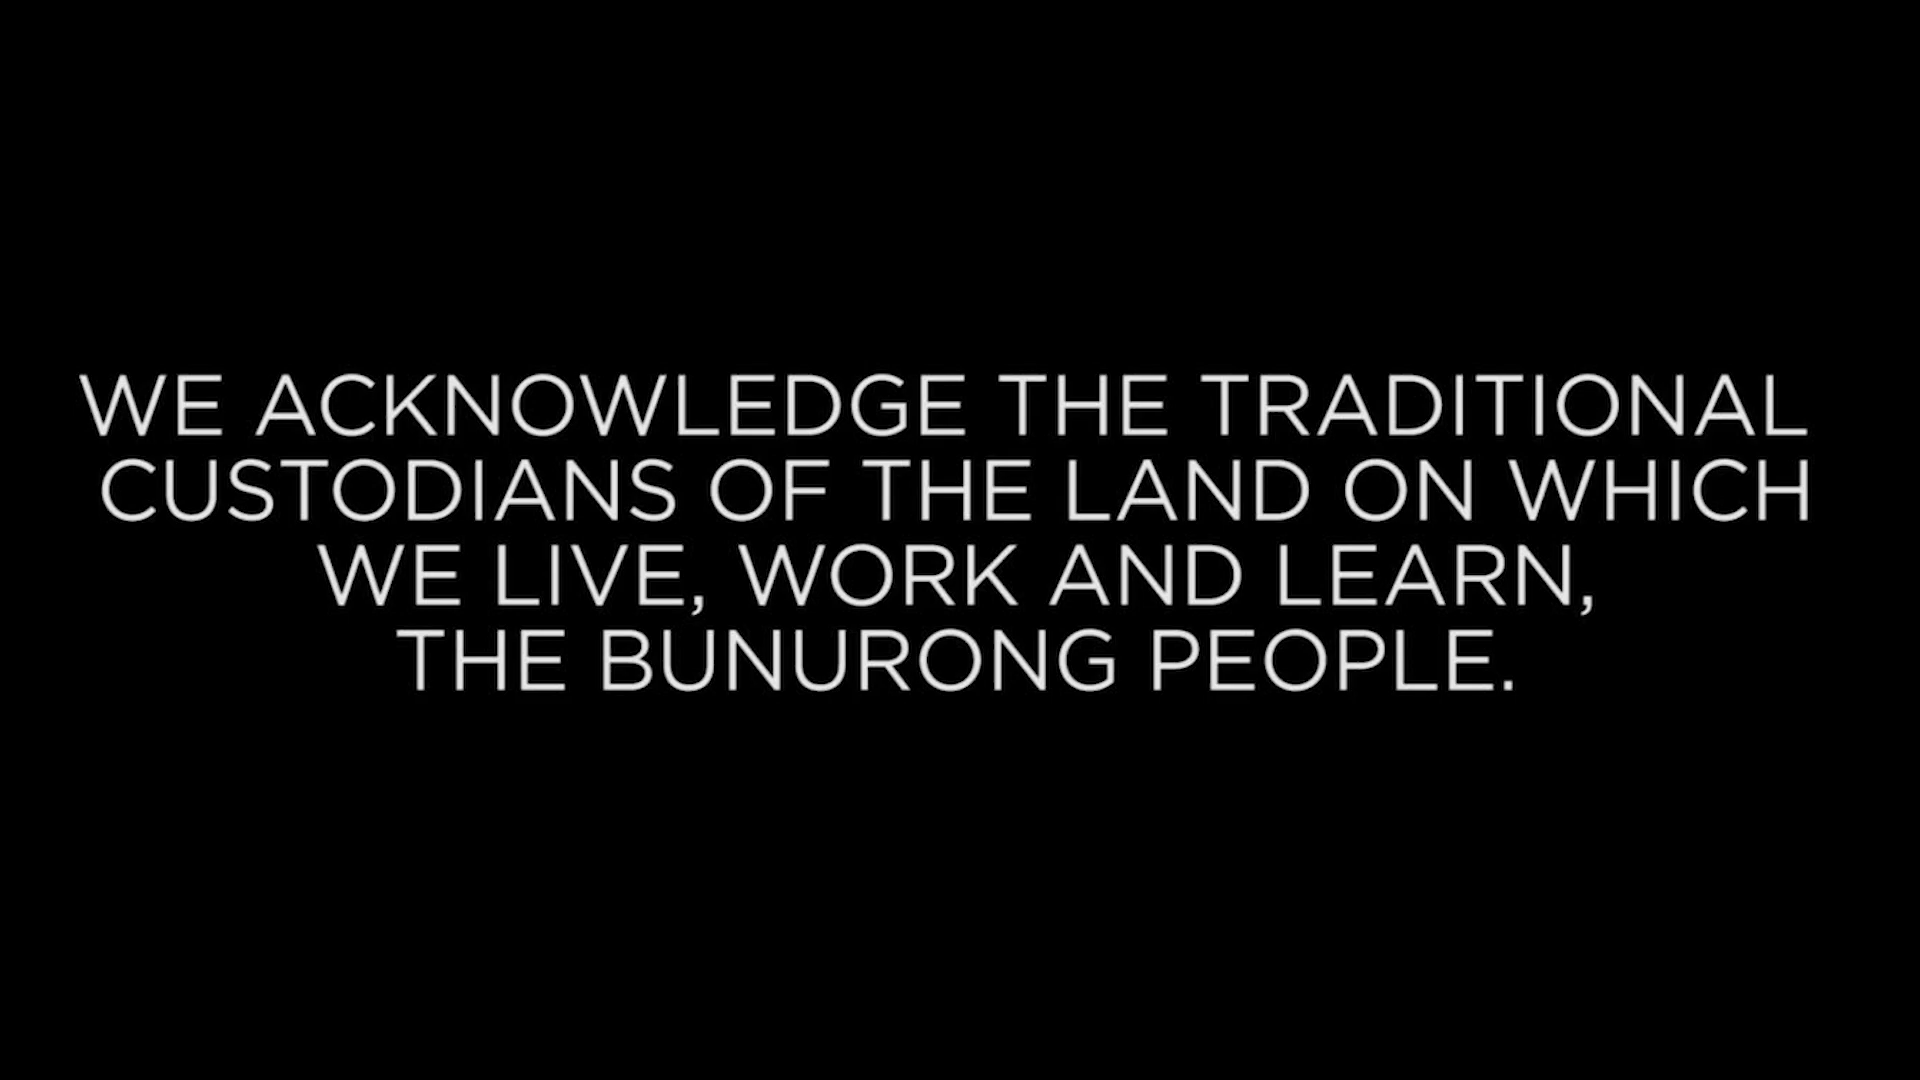 WE ACKNOWLEDGE THE TRADITIONAL
CUSTODIANS OF THE LAND ON WHICH
WE LIVE, WORK AND LEARN,
THE BUNURONG PEOPLE.